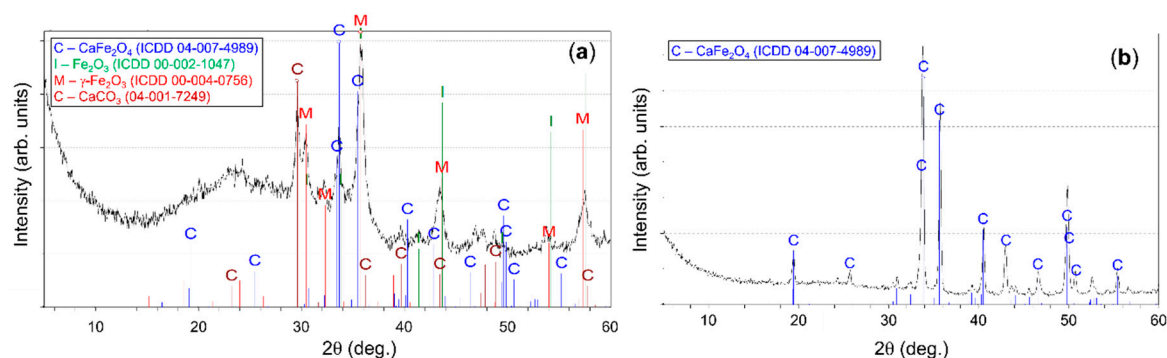 C – CaFe₂O₄ (ICDD 04-007-4989)
I – Fe₂O₃ (ICDD 00-002-1047)
M – γ-Fe₂O₃ (ICDD 00-004-0756)
C – CaCO₃ (04-001-7249)
(a)
M
C
I
C
C
M
I
M
C
I
M
M
C
C
C
C
C
C
C
M
C
C
C
C
C
C
C
Intensity (arb. units)
10 20 30 40 50 60
2θ (deg.)
C – CaFe₂O₄ (ICDD 04-007-4989)
(b)
C
C
C
C
C
C
C
C
C
C
C
C
Intensity (arb. units)
10 20 30 40 50 60
2θ (deg.)